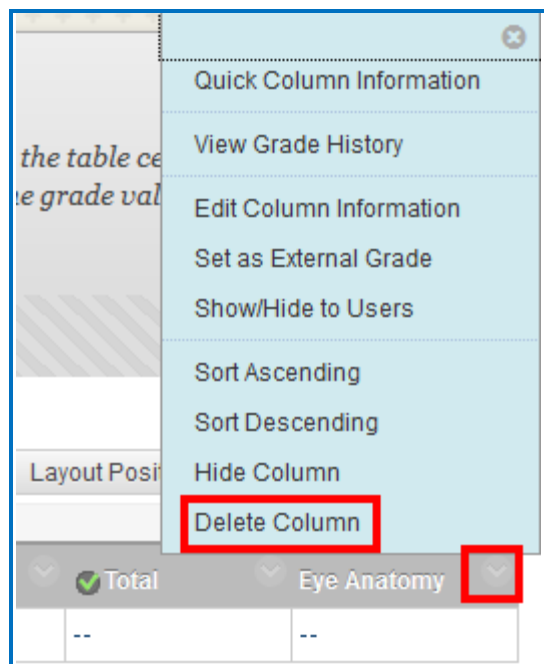 Quick Column Information
View Grade History
the table ce
e grade val
Edit Column Information
Set as External Grade
Show/Hide to Users
Sort Ascending
Sort Descending
Layout Posit
Hide Column
Delete Column
Total
Eye Anatomy
--
--